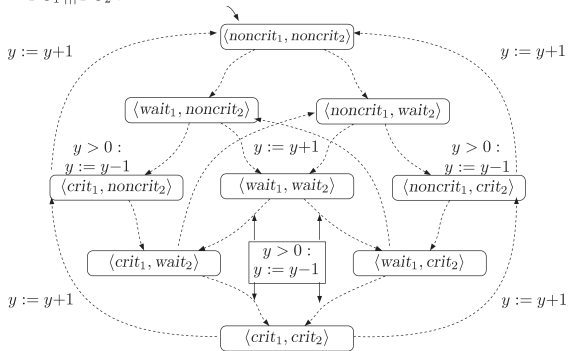 ⟨noncrit₁, noncrit₂⟩
y := y+1
y := y+1
⟨wait₁, noncrit₂⟩
⟨noncrit₁, wait₂⟩
y > 0 :
y := y−1
y := y+1
y > 0 :
y := y−1
⟨crit₁, noncrit₂⟩
⟨wait₁, wait₂⟩
⟨noncrit₁, crit₂⟩
⟨crit₁, wait₂⟩
y > 0 :
y := y−1
⟨wait₁, crit₂⟩
y := y+1
y := y+1
⟨crit₁, crit₂⟩